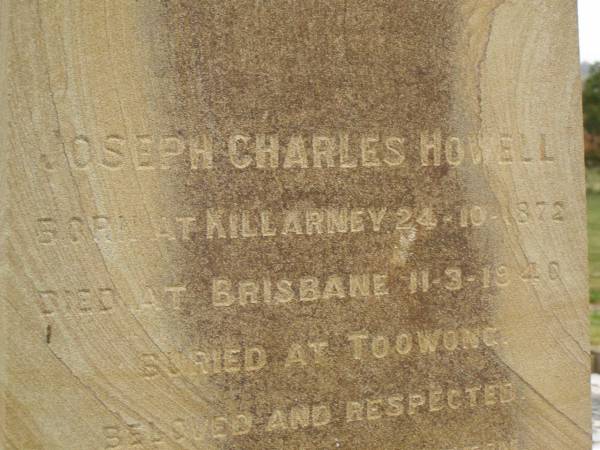 JOSEPH CHARLES HOWELL
BORN AT KILLARNEY 24-10-1872
DIED AT BRISBANE 11-3-1940
BURIED AT TOOWONG.
BELOVED AND RESPECTED